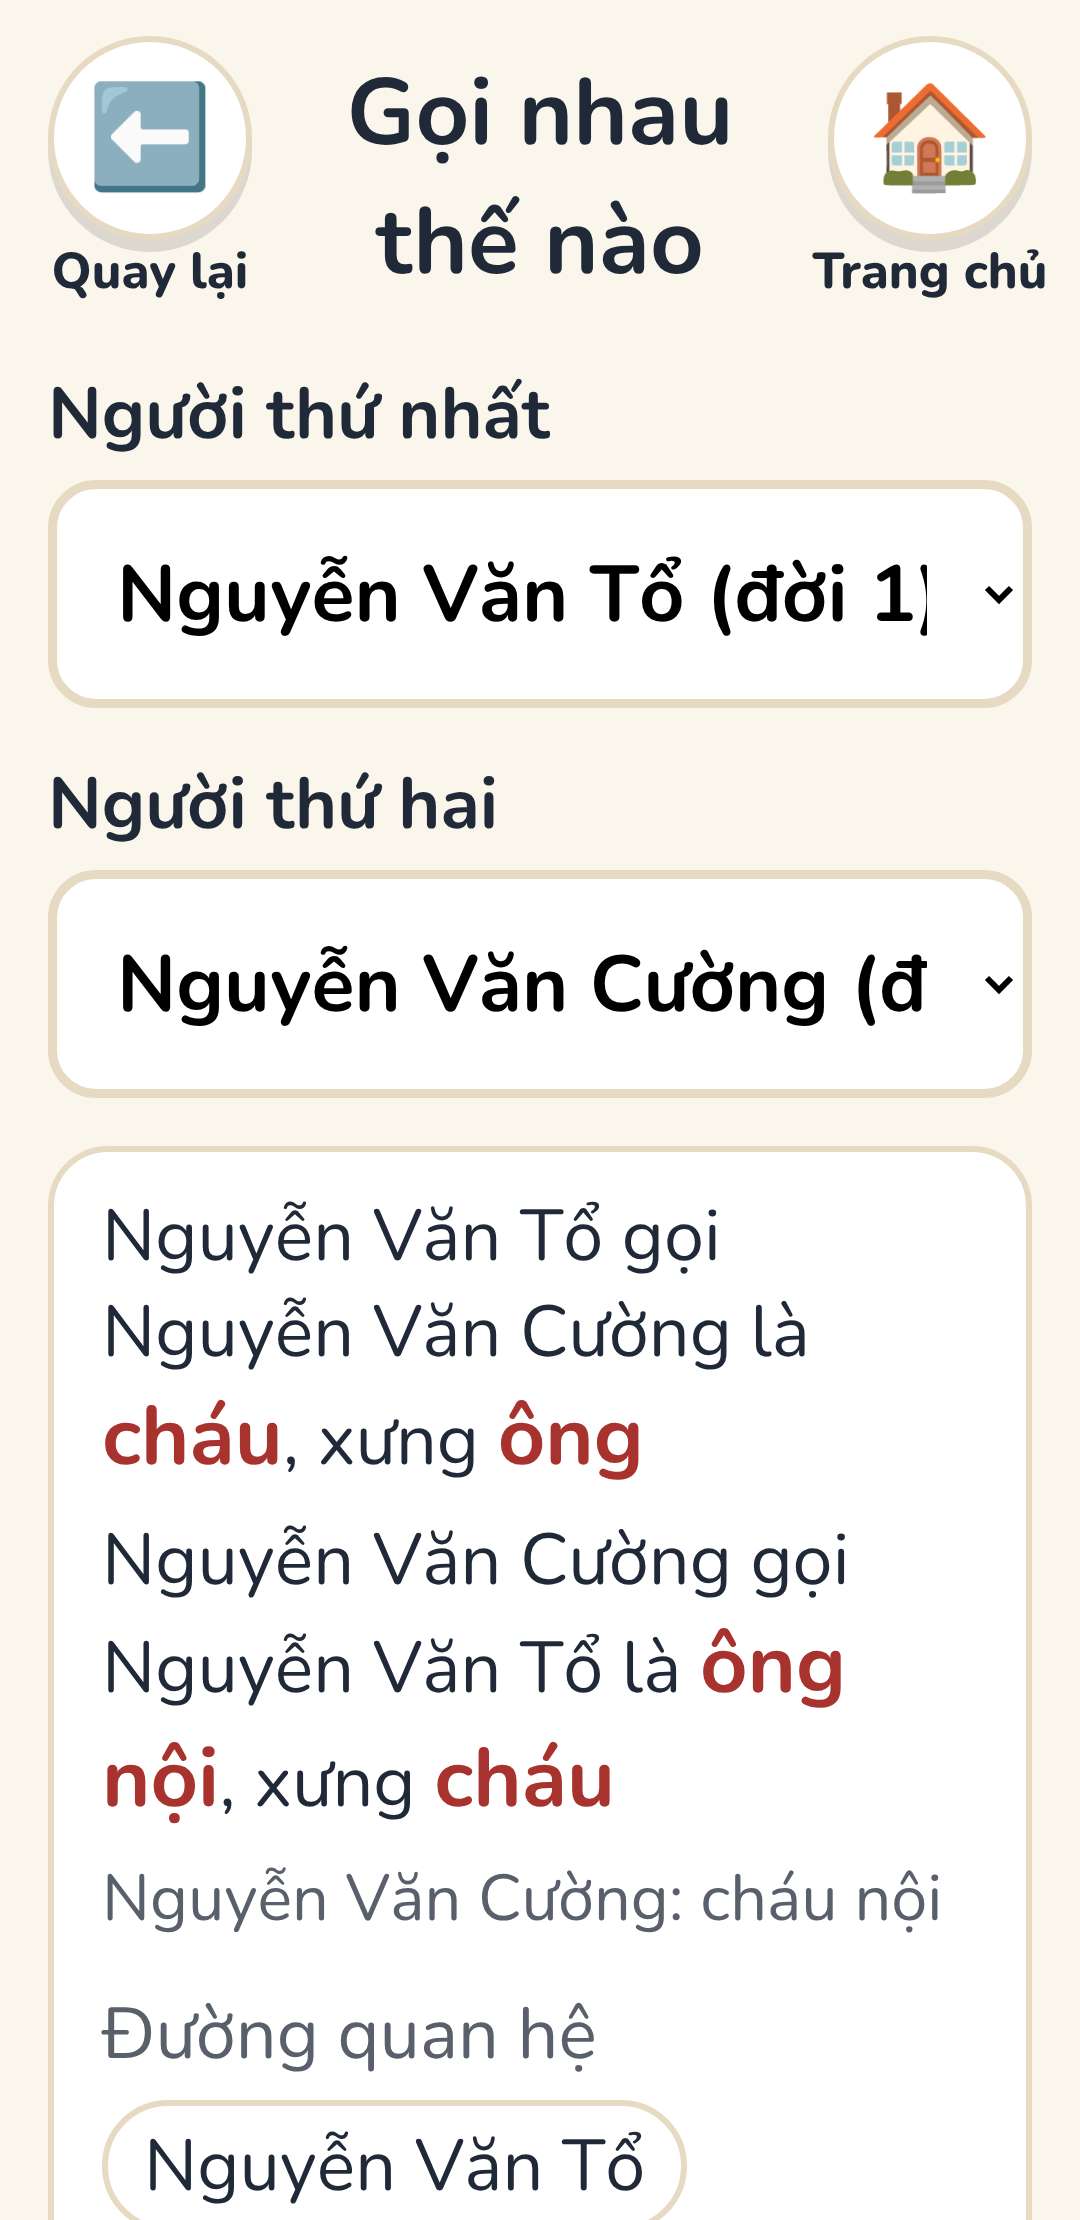 Gọi nhau
thế nào
Quay lại
Trang chủ
Người thứ nhất
Nguyễn Văn Tổ (đời 1)
Người thứ hai
Nguyễn Văn Cường (đ
Nguyễn Văn Tổ gọi
Nguyễn Văn Cường là
cháu, xưng ông
Nguyễn Văn Cường gọi
Nguyễn Văn Tổ là ông
nội, xưng cháu
Nguyễn Văn Cường: cháu nội
Đường quan hệ
Nguyễn Văn Tổ